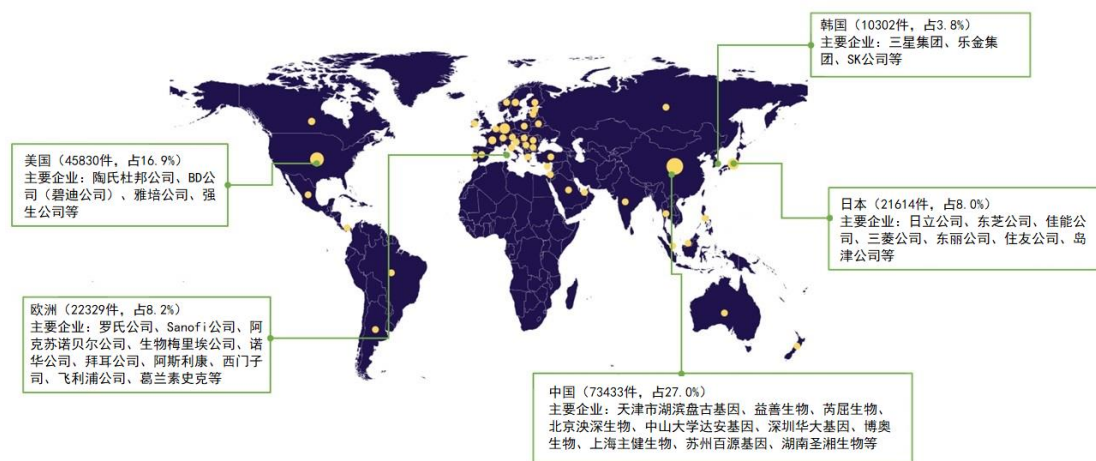 韩国（10302件，占3.8%）
主要企业：三星集团、乐金集
团、SK公司等
美国（45830件，占16.9%）
主要企业：陶氏杜邦公司、BD公
司（碧迪公司）、雅培公司、强
生公司等
日本（21614件，占8.0%）
主要企业：日立公司、东芝公司、佳能公
司、三菱公司、东丽公司、住友公司、岛
津公司等
欧洲（22329件，占8.2%）
主要企业：罗氏公司、Sanofi公司、阿
克苏诺贝尔公司、生物梅里埃公司、诺
华公司、拜耳公司、阿斯利康、西门子
司、飞利浦公司、葛兰素史克等
中国（73433件，占27.0%）
主要企业：天津市湖滨盘古基因、益善生物、芮屈生物、
北京泱深生物、中山大学达安基因、深圳华大基因、博奥
生物、上海主健生物、苏州百源基因、湖南圣湘生物等